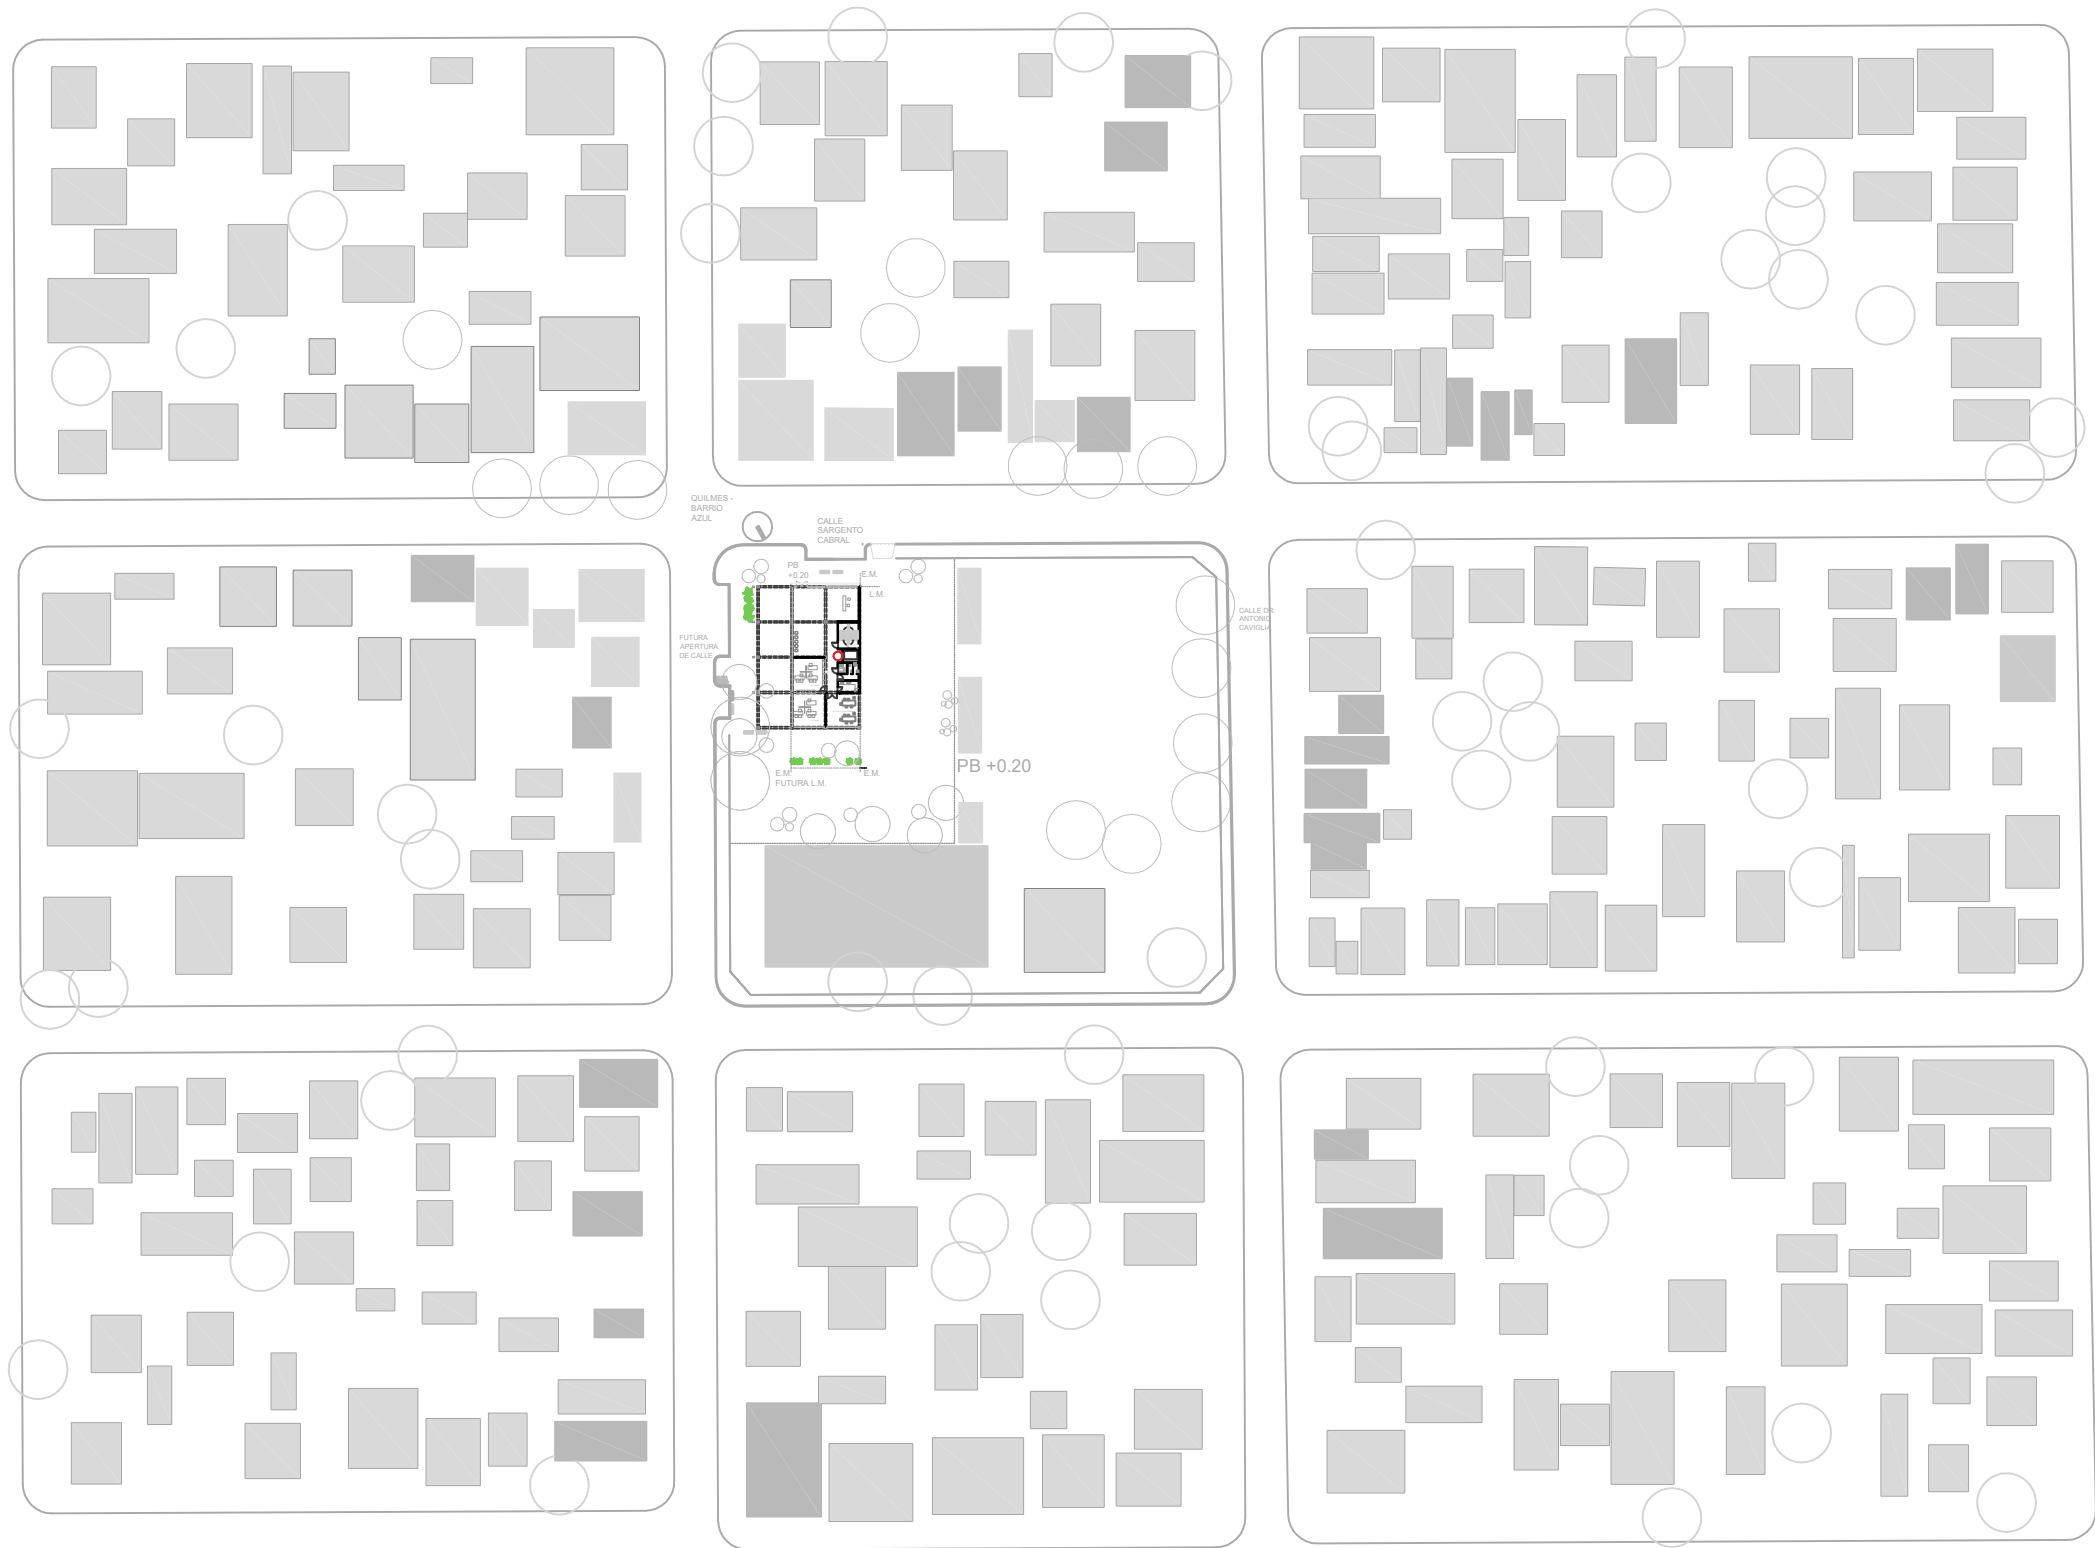 QUILMES -
BARRIO
AZUL
CALLE
SARGENTO
CABRAL
PB
+0.20
E.M.
L.M.
FUTURA
APERTURA
DE CALLE
CALLE DR.
ANTONIO
CAVIGLIA
PB +0.20
E.M.
FUTURA L.M.
E.M.